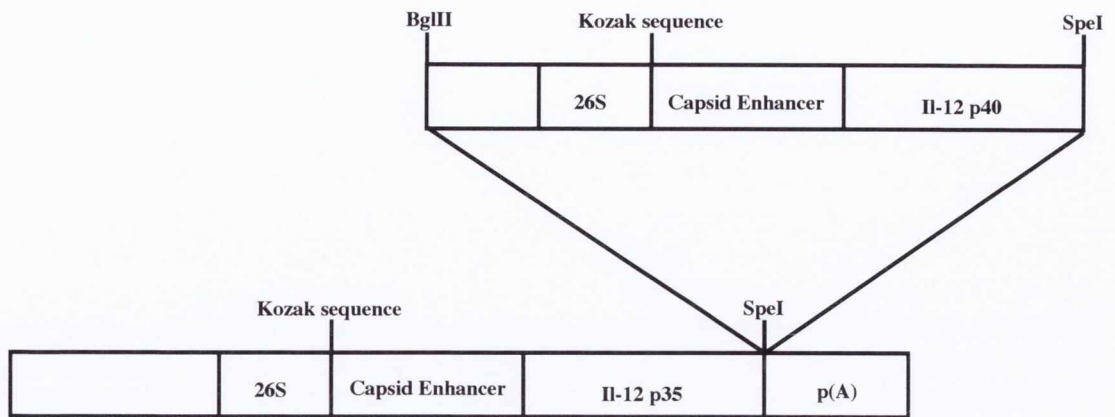 BglII Kozak sequence SpeI
26S Capsid Enhancer Il-12 p40
Kozak sequence SpeI
26S Capsid Enhancer Il-12 p35 p(A)